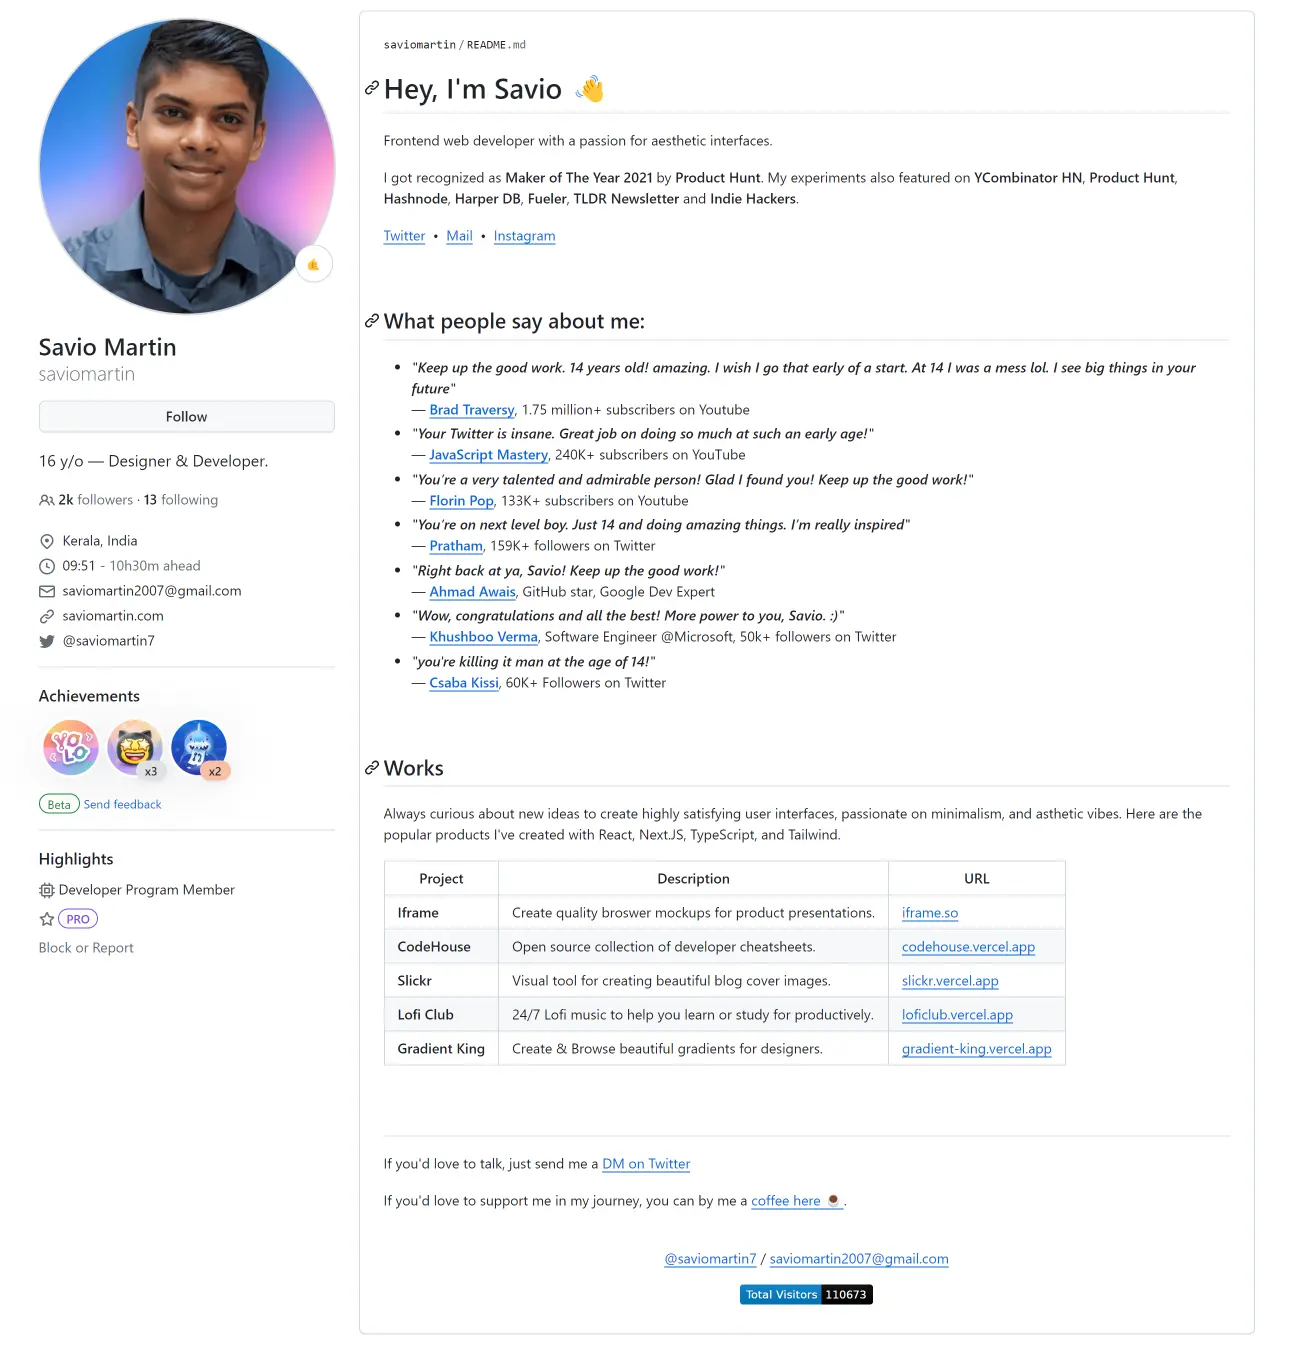 Savio Martin
saviomartin
Follow
16 y/o — Designer & Developer.
2k followers · 13 following
Kerala, India
09:51 - 10h30m ahead
saviomartin2007@gmail.com
saviomartin.com
@saviomartin7
Achievements
YOLO
x3
x2
Beta Send feedback
Highlights
Developer Program Member
PRO
Block or Report
saviomartin / README.md
Hey, I'm Savio 👋
Frontend web developer with a passion for aesthetic interfaces.
I got recognized as Maker of The Year 2021 by Product Hunt. My experiments also featured on YCombinator HN, Product Hunt,
Hashnode, Harper DB, Fueler, TLDR Newsletter and Indie Hackers.
Twitter • Mail • Instagram
What people say about me:
• "Keep up the good work. 14 years old! amazing. I wish I go that early of a start. At 14 I was a mess lol. I see big things in your
future"
— Brad Traversy, 1.75 million+ subscribers on Youtube
• "Your Twitter is insane. Great job on doing so much at such an early age!"
— JavaScript Mastery, 240K+ subscribers on YouTube
• "You're a very talented and admirable person! Glad I found you! Keep up the good work!"
— Florin Pop, 133K+ subscribers on Youtube
• "You're on next level boy. Just 14 and doing amazing things. I'm really inspired"
— Pratham, 159K+ followers on Twitter
• "Right back at ya, Savio! Keep up the good work!"
— Ahmad Awais, GitHub star, Google Dev Expert
• "Wow, congratulations and all the best! More power to you, Savio. :)"
— Khushboo Verma, Software Engineer @Microsoft, 50k+ followers on Twitter
• "you're killing it man at the age of 14!"
— Csaba Kissi, 60K+ Followers on Twitter
Works
Always curious about new ideas to create highly satisfying user interfaces, passionate on minimalism, and asthetic vibes. Here are the
popular products I've created with React, NextJS, TypeScript, and Tailwind.
Project Description URL
Iframe Create quality broswer mockups for product presentations. iframe.so
CodeHouse Open source collection of developer cheatsheets. codehouse.vercel.app
Slickr Visual tool for creating beautiful blog cover images. slickr.vercel.app
Lofi Club 24/7 Lofi music to help you learn or study for productively. loficlub.vercel.app
Gradient King Create & Browse beautiful gradients for designers. gradient-king.vercel.app
If you'd love to talk, just send me a DM on Twitter
If you'd love to support me in my journey, you can by me a coffee here ☕.
@saviomartin7 / saviomartin2007@gmail.com
Total Visitors 110673